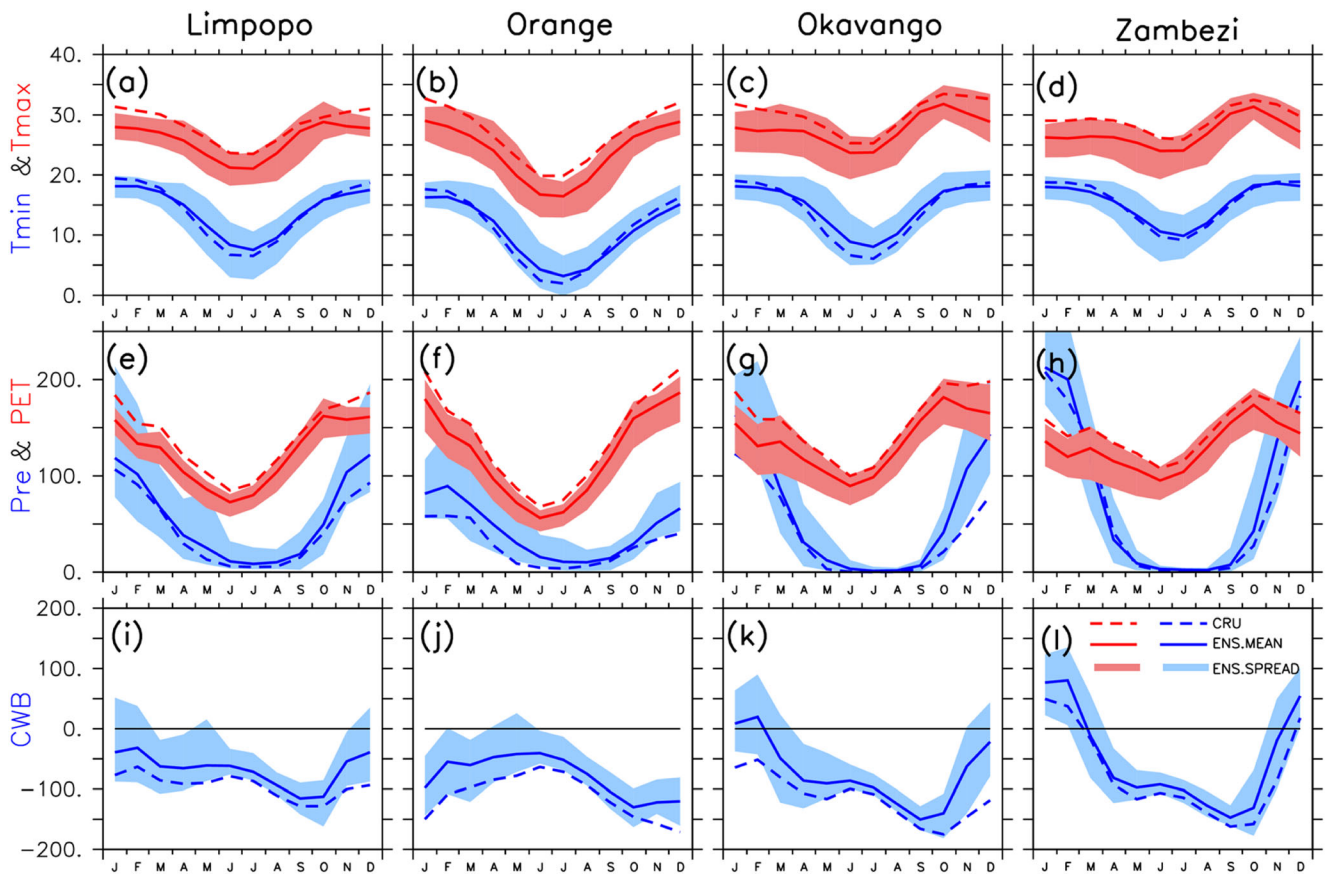 Limpopo Orange Okavango Zambezi
Tmin & Tmax
40.
30.
20.
10.
0.
(a) (b) (c) (d)
J F M A M J J A S O N D J F M A M J J A S O N D J F M A M J J A S O N D J F M A M J J A S O N D
Pre & PET
200.
100.
0.
(e) (f) (g) (h)
J F M A M J J A S O N D J F M A M J J A S O N D J F M A M J J A S O N D J F M A M J J A S O N D
CWB
200.
100.
0.
-100.
-200.
(i) (j) (k) (l)
CRU
ENS.MEAN
ENS.SPREAD
J F M A M J J A S O N D J F M A M J J A S O N D J F M A M J J A S O N D J F M A M J J A S O N D